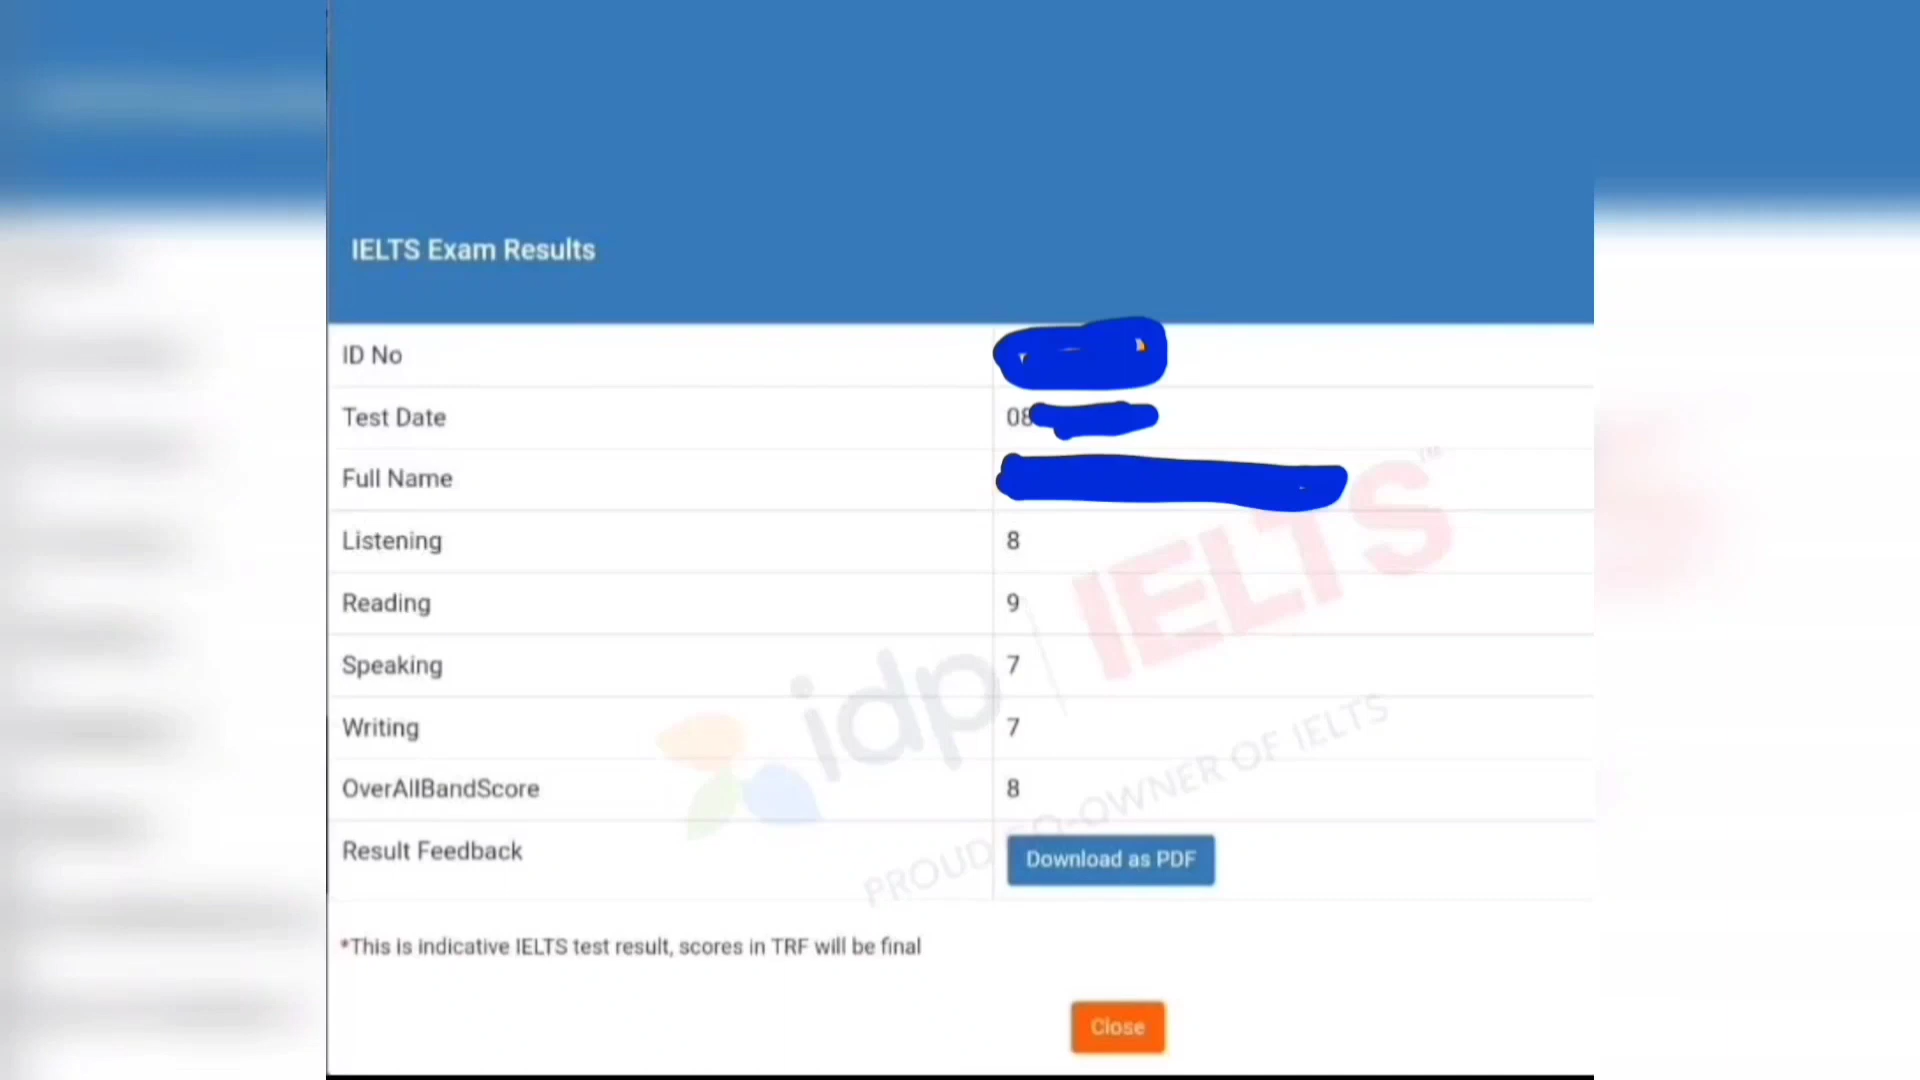 IELTS Exam Results
ID No
Test Date 08
Full Name
Listening 8
Reading 9
Speaking 7
Writing 7
OverAllBandScore 8
Result Feedback Download as PDF
*This is indicative IELTS test result, scores in TRF will be final
Close
idp IELTS™
PROUD CO-OWNER OF IELTS